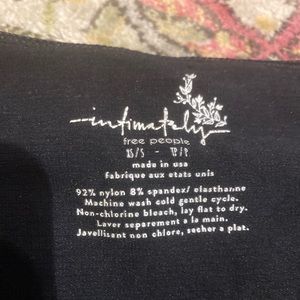 intimately
free people
XS/S - TP/P
made in usa
fabrique aux etats unis
92% nylon 8% spandex/ elasthanne
Machine wash cold gentle cycle.
Non-chlorine bleach, lay flat to dry.
Laver separement a la main.
Javellisant non chlore, secher a plat.